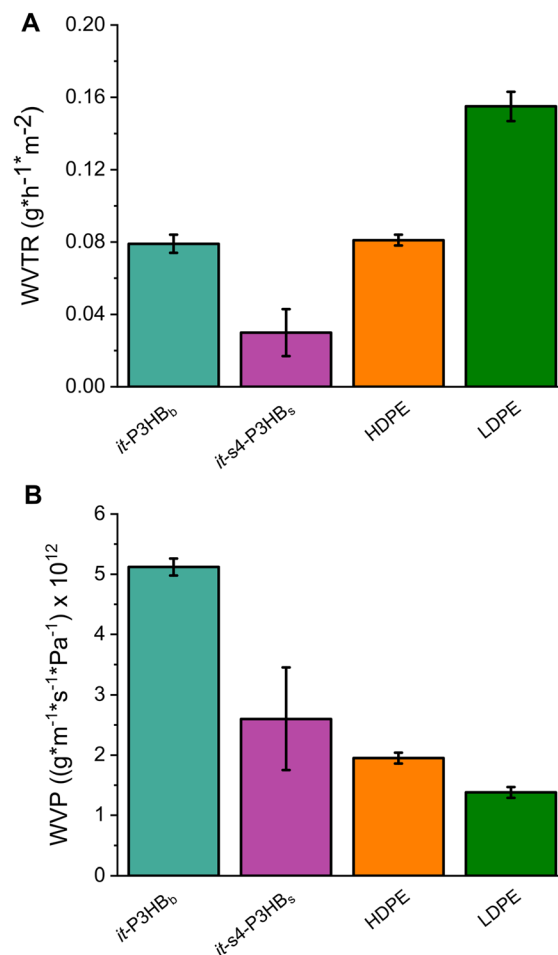 A
WVTR (g*h-1*m-2)
0.20
0.16
0.12
0.08
0.04
0.00
it-P3HBb
it-s4-P3HBs
HDPE
LDPE
B
WVP ((g*m-1*s-1*Pa-1) x 1012
6
5
4
3
2
1
0
it-P3HBb
it-s4-P3HBs
HDPE
LDPE